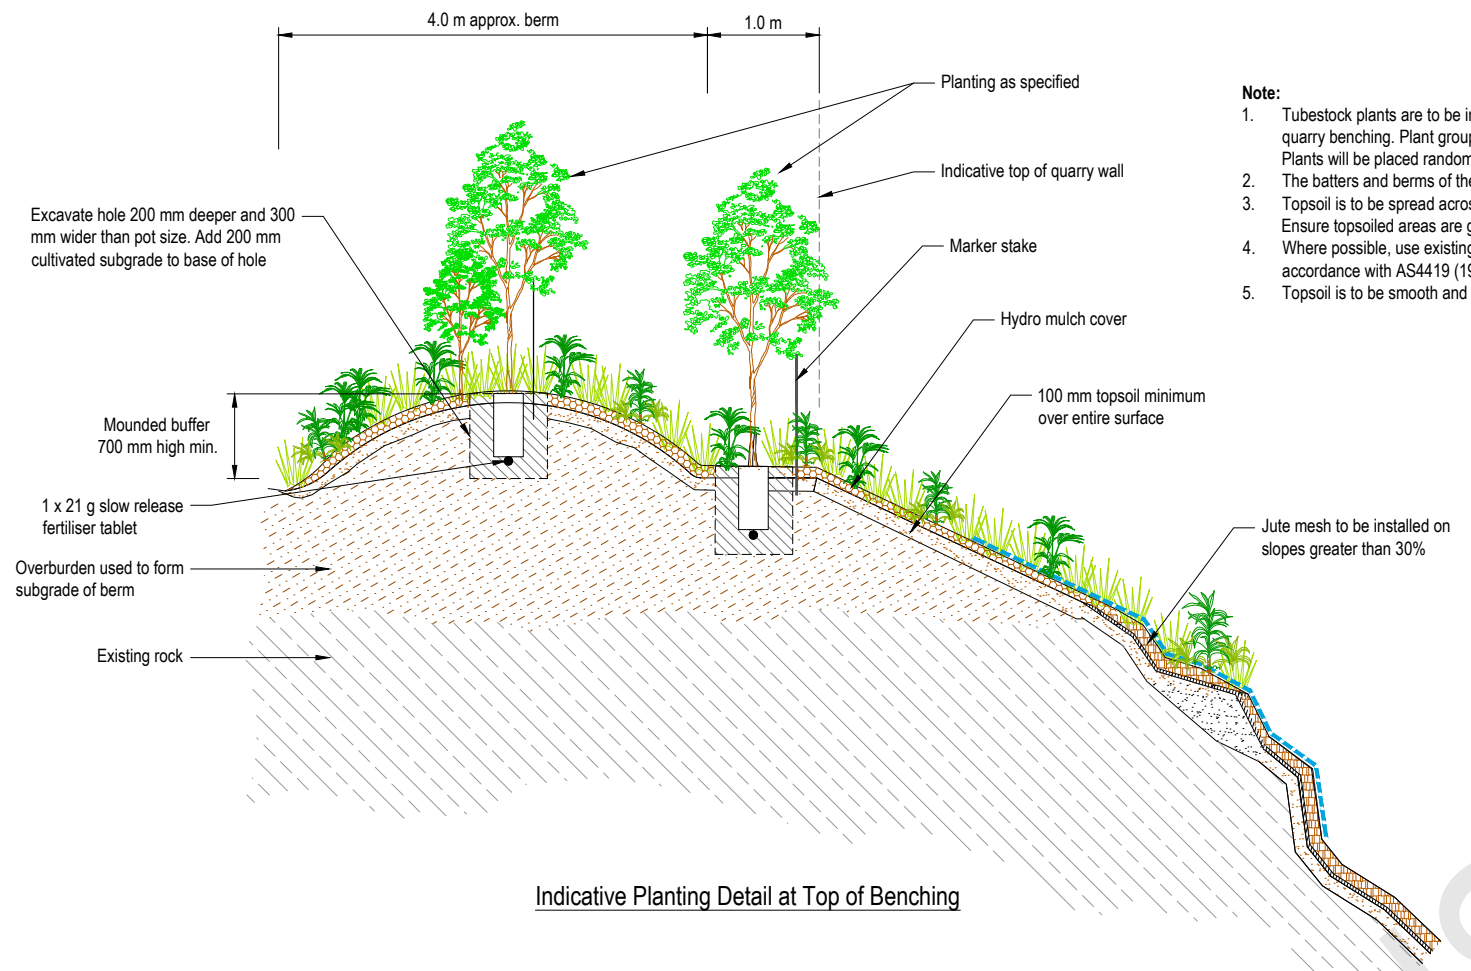 4.0 m approx. berm
1.0 m
Planting as specified
Indicative top of quarry wall
Marker stake
Hydro mulch cover
100 mm topsoil minimum
over entire surface
Jute mesh to be installed on
slopes greater than 30%
Excavate hole 200 mm deeper and 300
mm wider than pot size. Add 200 mm
cultivated subgrade to base of hole
Mounded buffer
700 mm high min.
1 x 21 g slow release
fertiliser tablet
Overburden used to form
subgrade of berm
Existing rock
Note:
1. Tubestock plants are to be
quarry benching. Plant
Plants will be placed
2. The batters and berms of
3. Topsoil is to be spread
Ensure topsoiled areas are
4. Where possible, use existing
accordance with AS4419
5. Topsoil is to be smooth and
Indicative Planting Detail at Top of Benching